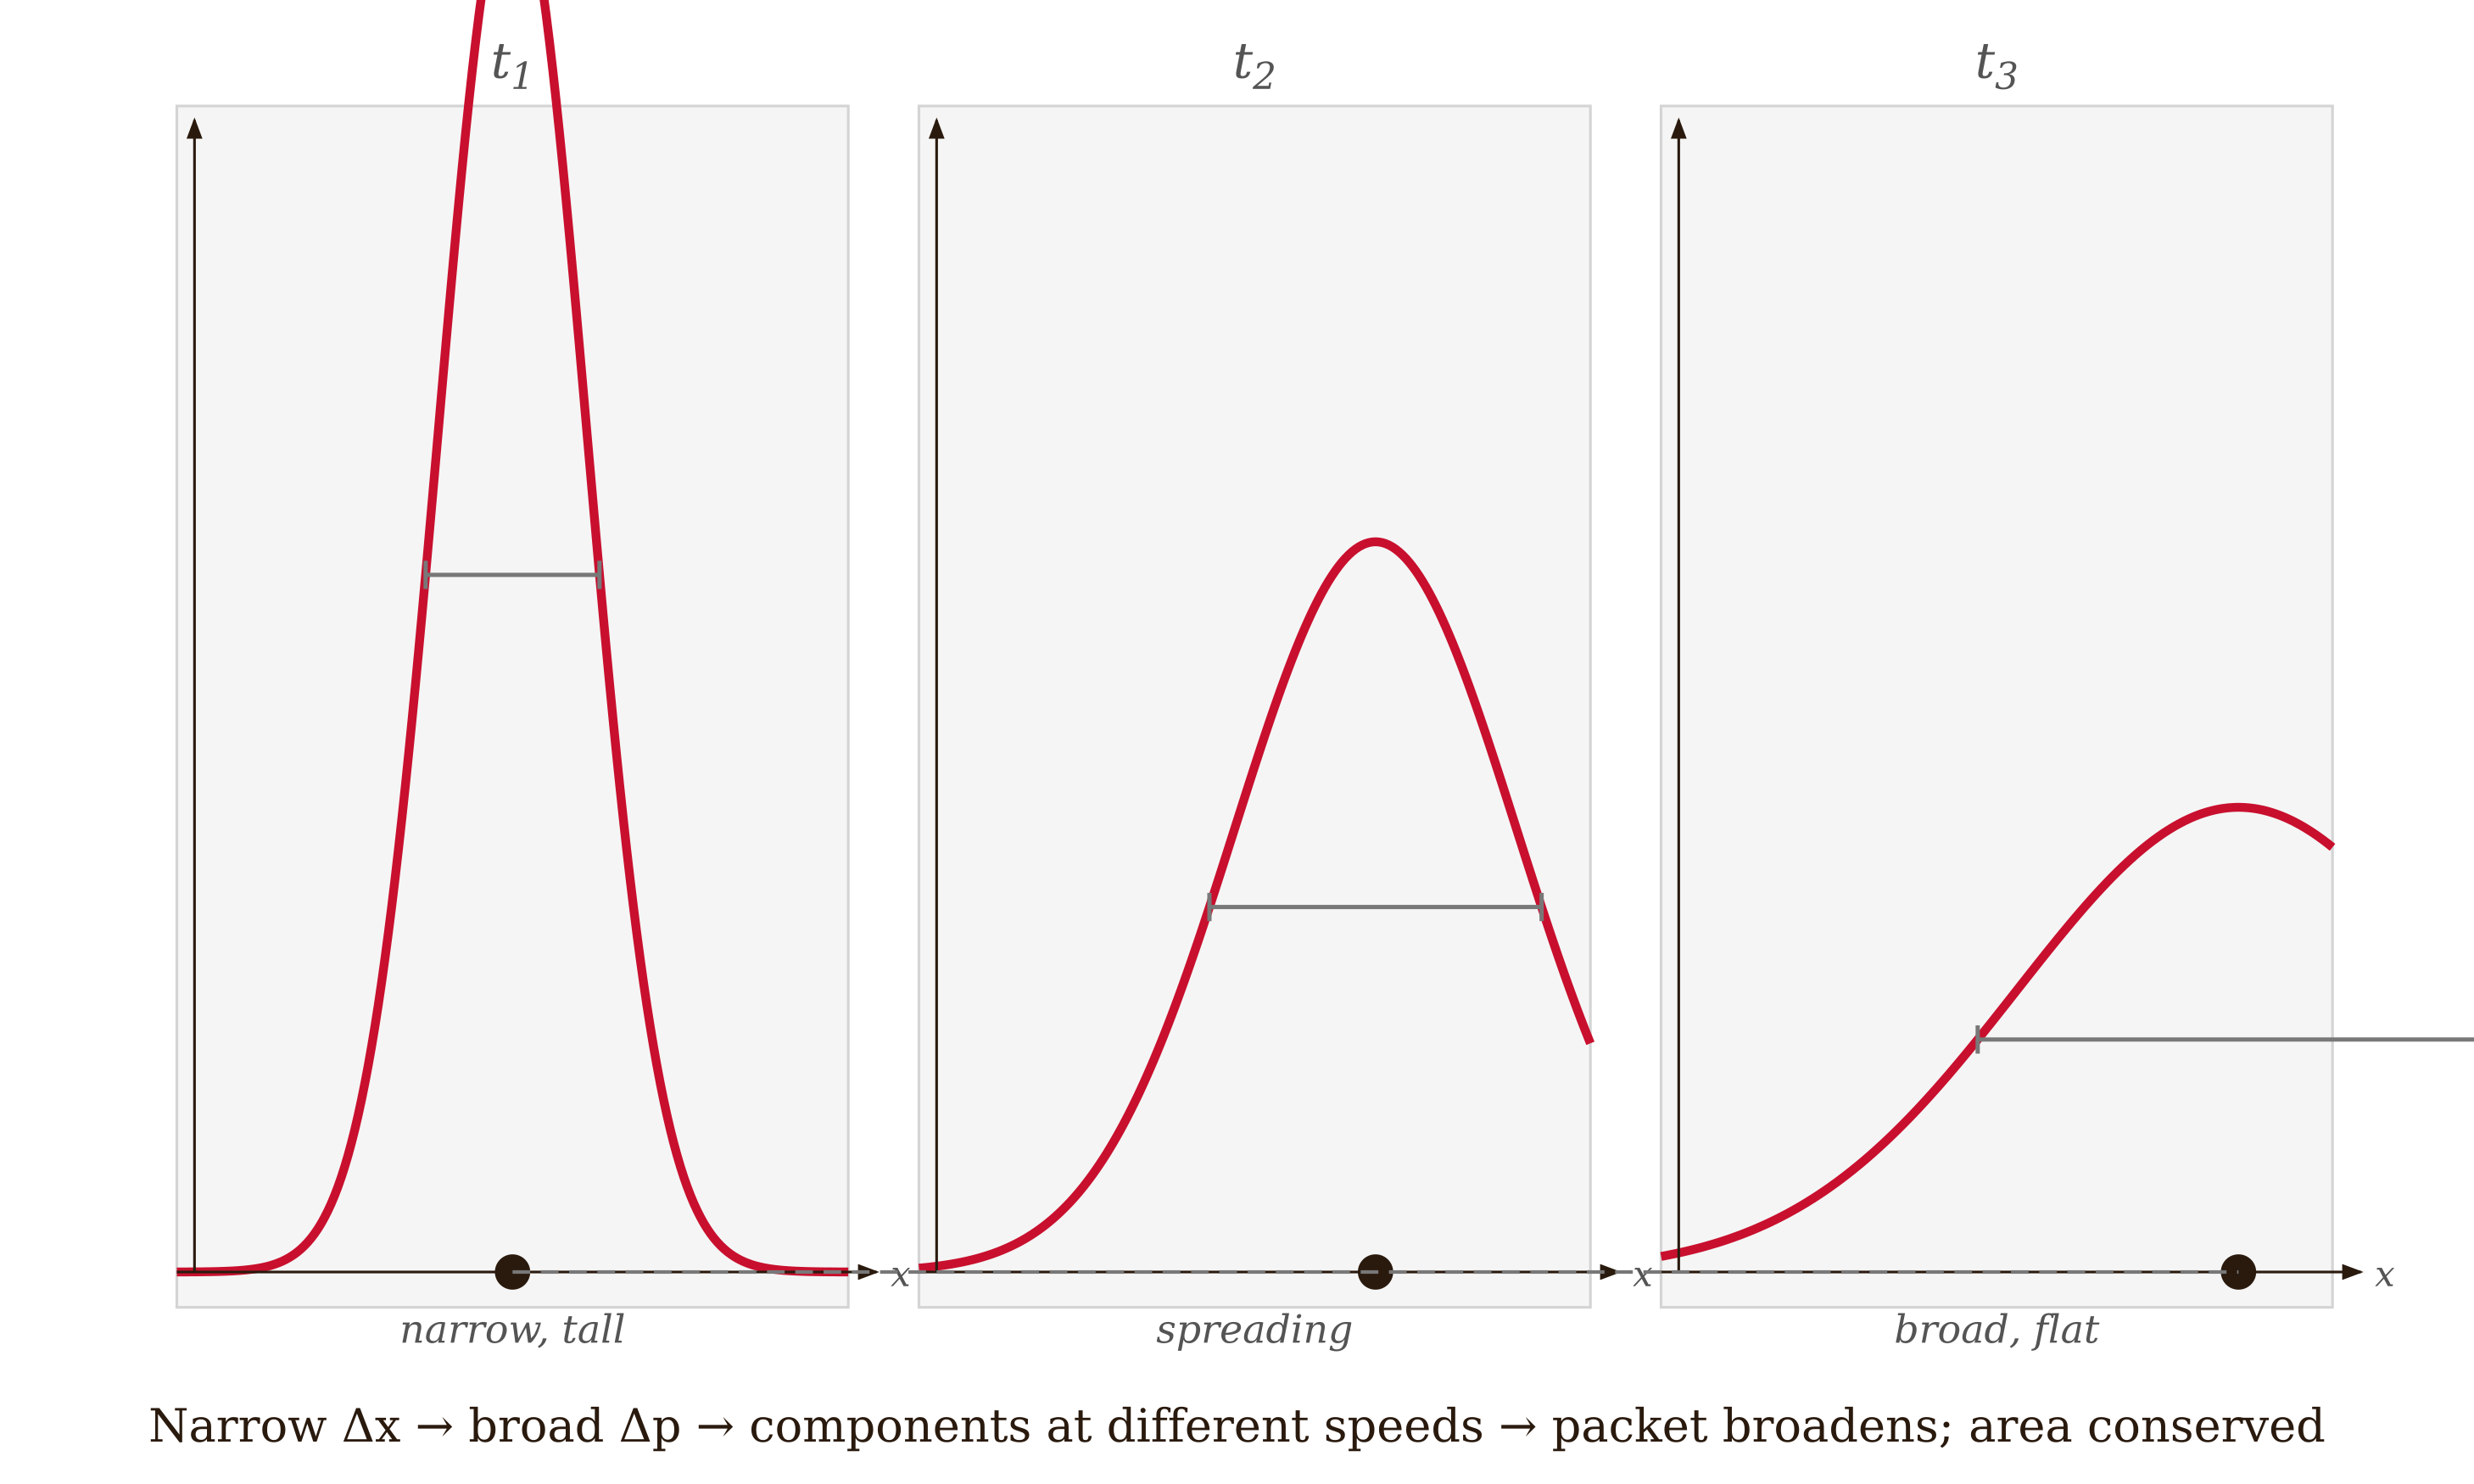 t₁
t₂
t₃
x
x
x
narrow, tall
spreading
broad, flat
Narrow Δx → broad Δp → components at different speeds → packet broadens; area conserved